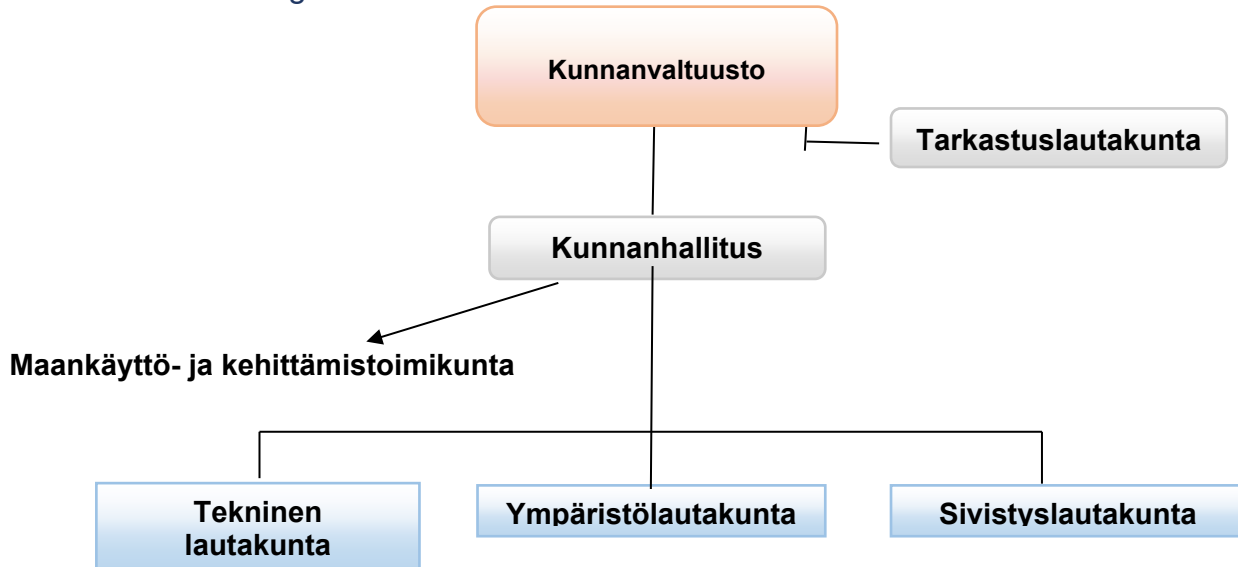 Kunnanvaltuusto
Tarkastuslautakunta
Kunnanhallitus
Maankäyttö- ja kehittämistoimikunta
Tekninen
lautakunta
Ympäristölautakunta
Sivistyslautakunta